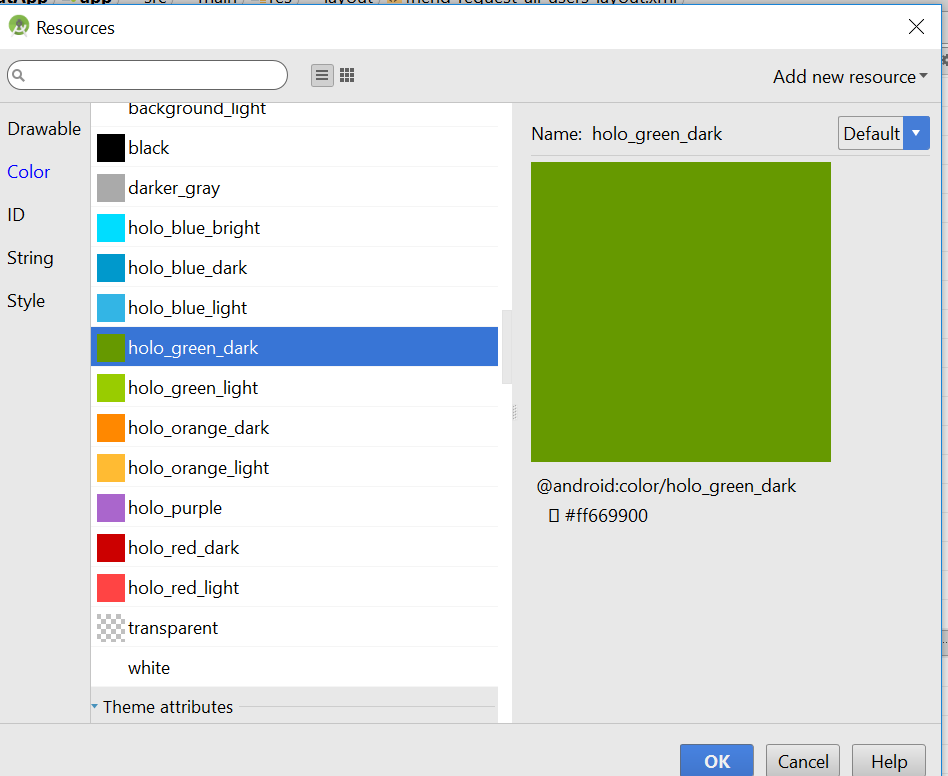 Resources
Add new resource
Drawable
Color
ID
String
Style
background_light
black
darker_gray
holo_blue_bright
holo_blue_dark
holo_blue_light
holo_green_dark
holo_green_light
holo_orange_dark
holo_orange_light
holo_purple
holo_red_dark
holo_red_light
transparent
white
Theme attributes
Name: holo_green_dark
Default
@android:color/holo_green_dark
#ff669900
OK
Cancel
Help